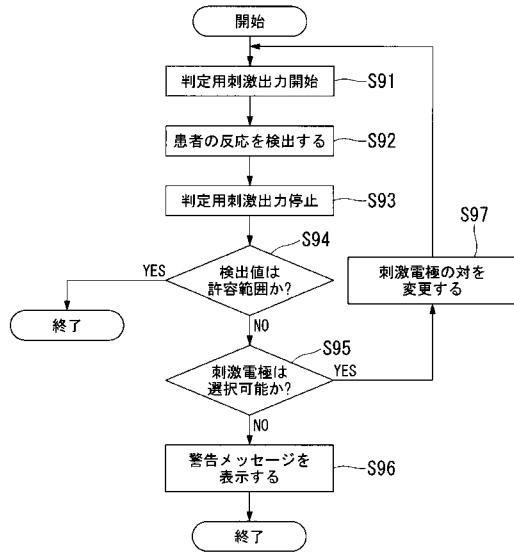 開始
判定用刺激出力開始
S91
患者の反応を検出する
S92
判定用刺激出力停止
S93
S94
検出値は
許容範囲か?
YES
NO
終了
S97
刺激電極の対を
変更する
S95
刺激電極は
選択可能か?
YES
NO
警告メッセージを
表示する
S96
終了